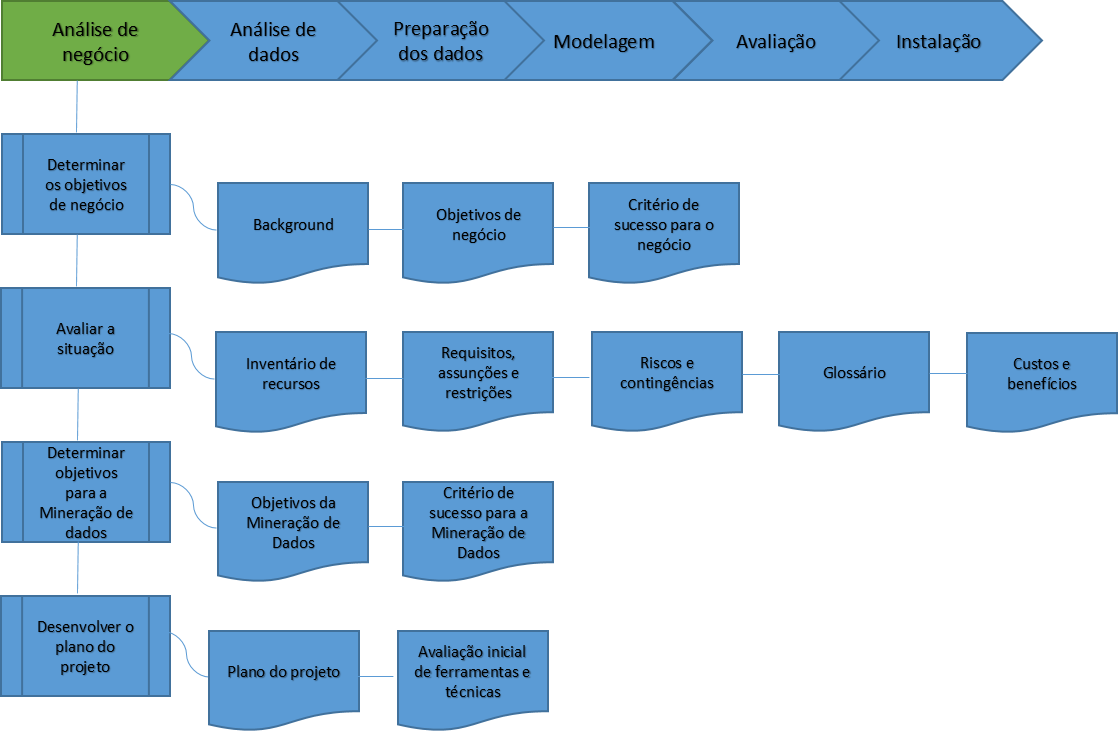 Análise de
negócio
Análise de
dados
Preparação
dos dados
Modelagem
Avaliação
Instalação
Determinar
os objetivos
de negócio
Background
Objetivos de
negócio
Critério de
sucesso para o
negócio
Avaliar a
situação
Inventário de
recursos
Requisitos,
assunções e
restrições
Riscos e
contingências
Glossário
Custos e
benefícios
Determinar
objetivos
para a
Mineração de
dados
Objetivos da
Mineração de
Dados
Critério de
sucesso para a
Mineração de
Dados
Desenvolver o
plano do
projeto
Plano do projeto
Avaliação inicial
de ferramentas e
técnicas